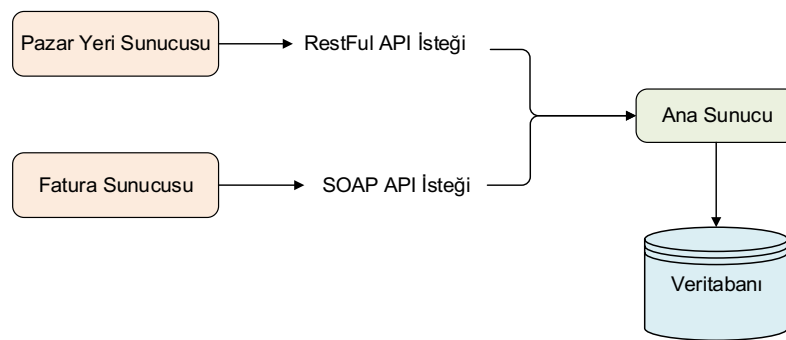 Pazar Yeri Sunucusu
RestFul API İsteği
Ana Sunucu
Fatura Sunucusu
SOAP API İsteği
Veritabanı